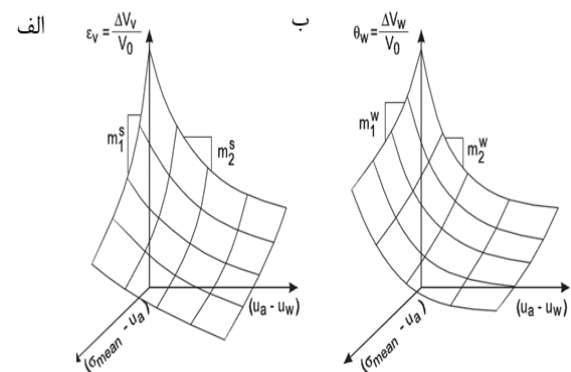 الف
εv = ΔVv / V0
m1s
m2s
(ua - uw)
(σmean - ua)
ب
θw = ΔVw / V0
m1w
m2w
(ua - uw)
(σmean - ua)